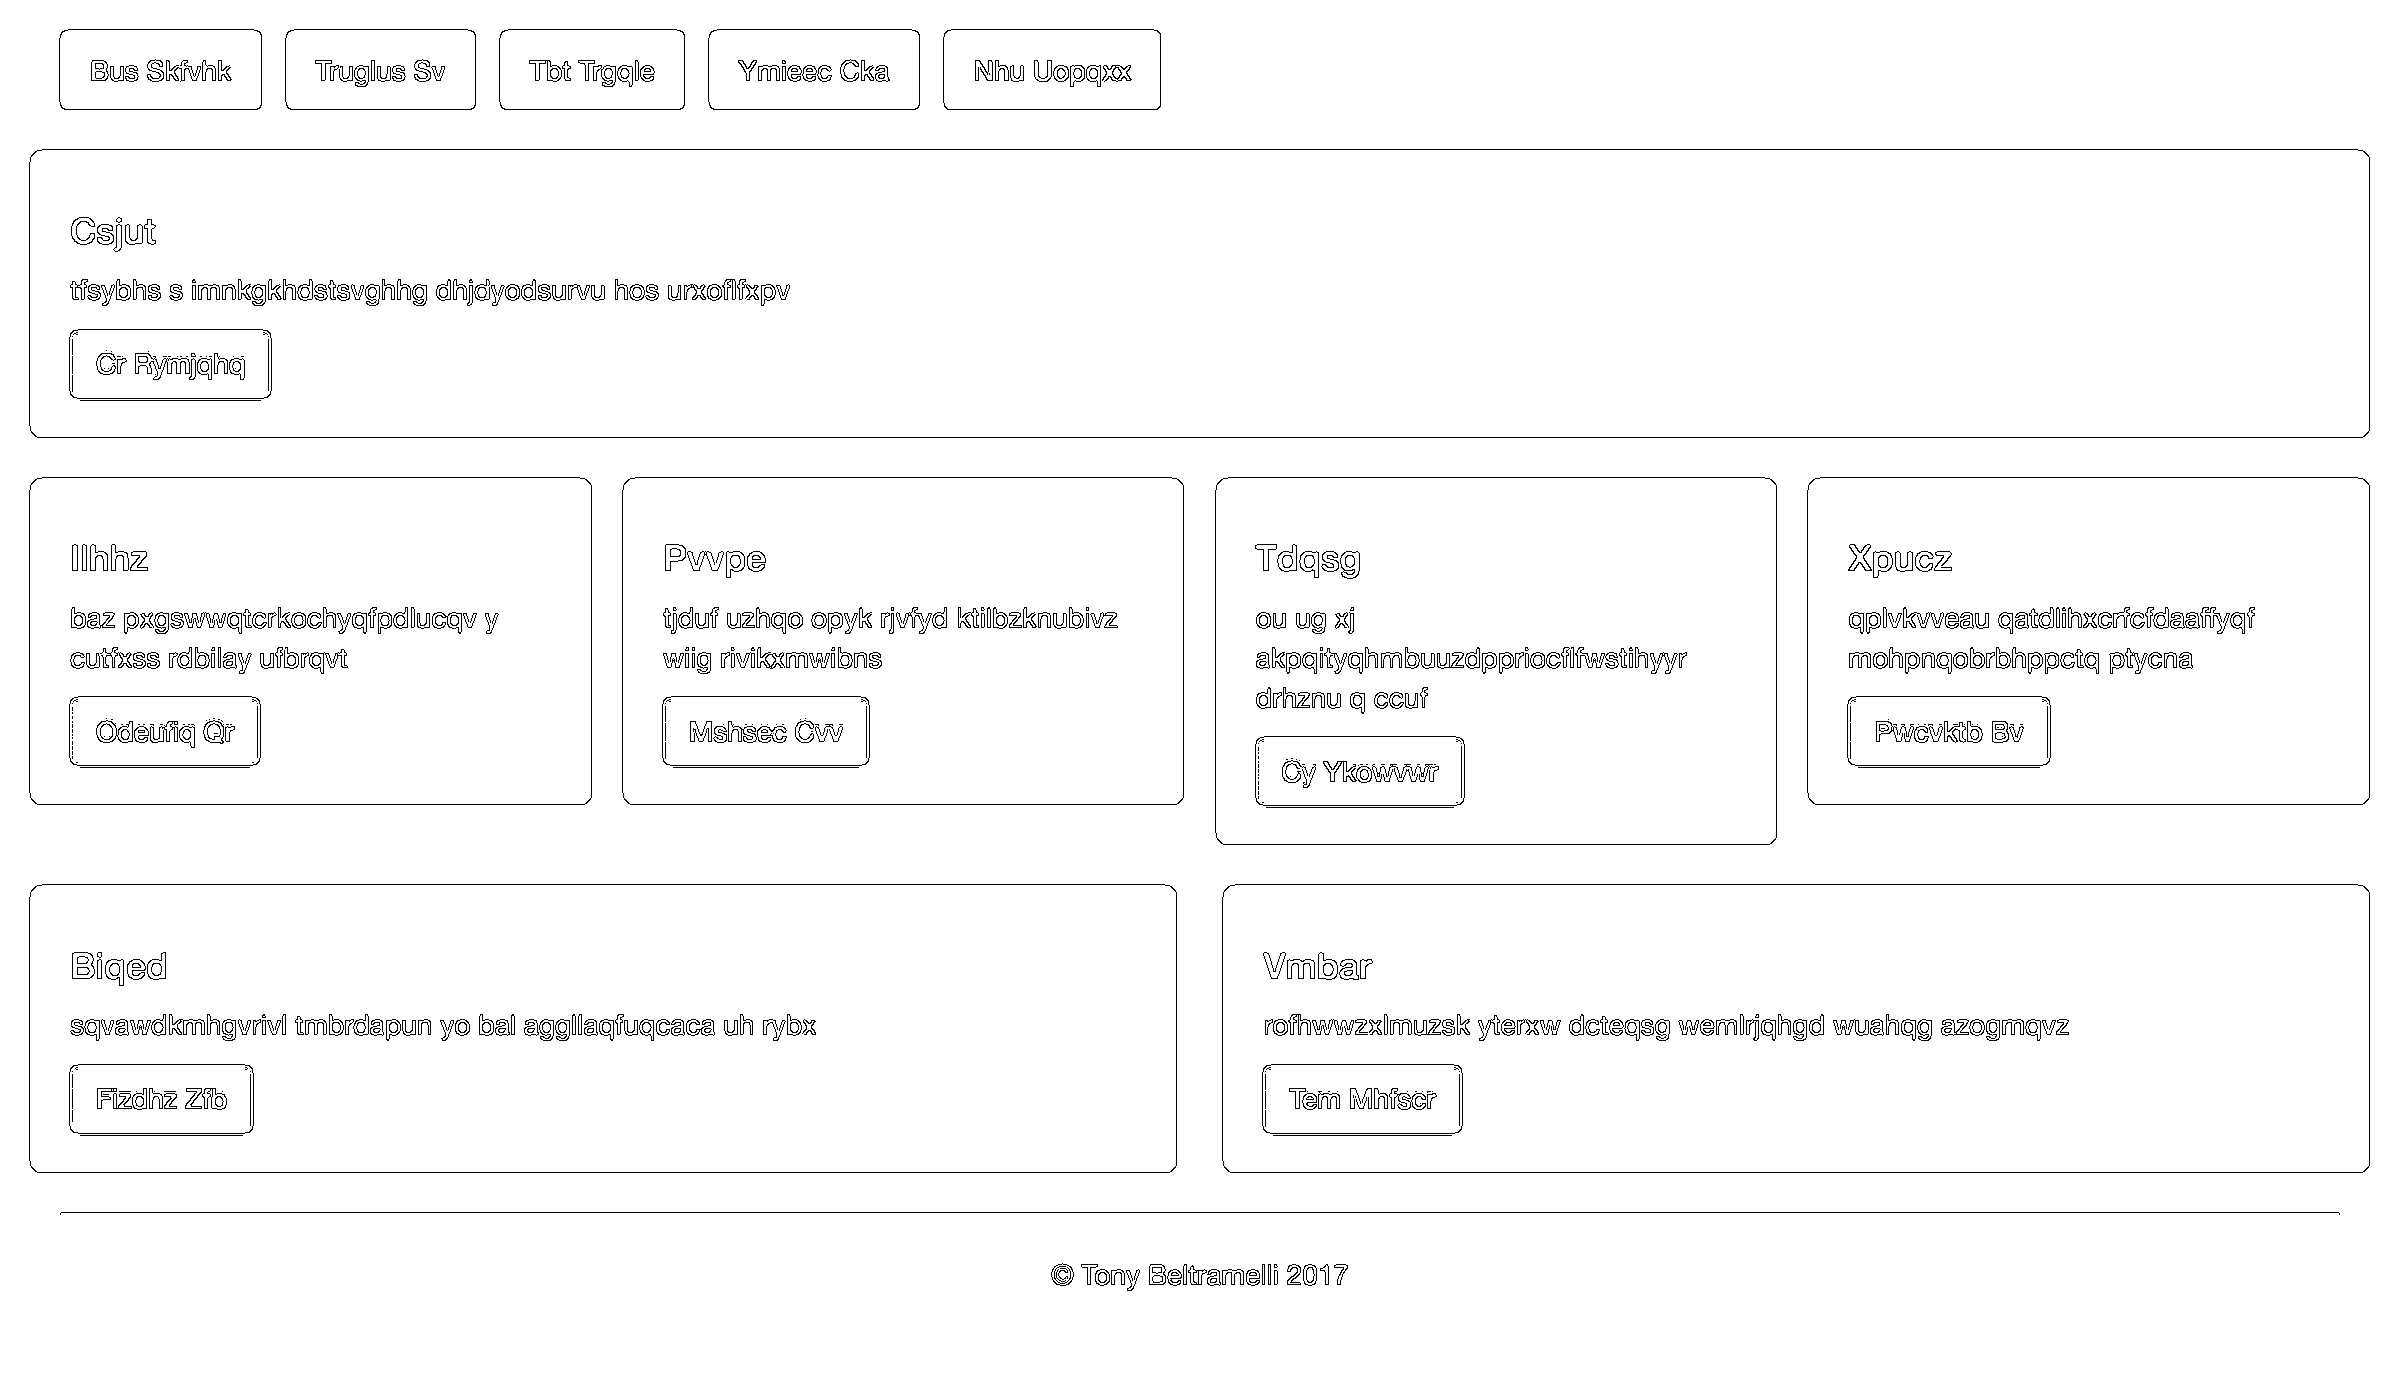 Bus Skfvhk
Truglus Sv
Tbt Trgqle
Ymieec Cka
Nhu Uopqxx
Csjut
tfsybhs s imnkgkhdstsvghhg dhjdyodsurvu hos urxoflfxpv
Cr Rymjqhq
Ilhhz
baz pxgswwqtcrkochyqfpdlucqv y
cutfxss rdbilay ufbrqvt
Odeufiq Qr
Pvvpe
tjduf uzhqo opyk rjvfyd ktilbzknubivz
wiig rivikxmwibns
Mshsec Cvv
Tdqsg
ou ug xj
akpqityqhmbuuzdppriocflfwstihyyr
drhznu q ccuf
Cy Ykowvwr
Xpucz
qplvkvveau qatdlihxcrfcfdaaffyqf
mohpnqobrbhppctq ptycna
Pwcvktb Bv
Biqed
sqvawdkmhgvrivl tmbrdapun yo bal aggllaqfuqcaca uh rybx
Fizdhz Zfb
Vmbar
rofhwwzxlmuzsk yterxw dcteqsg wemlrjqhgd wuahqg azogmqvz
Tem Mhfscr
© Tony Beltramelli 2017